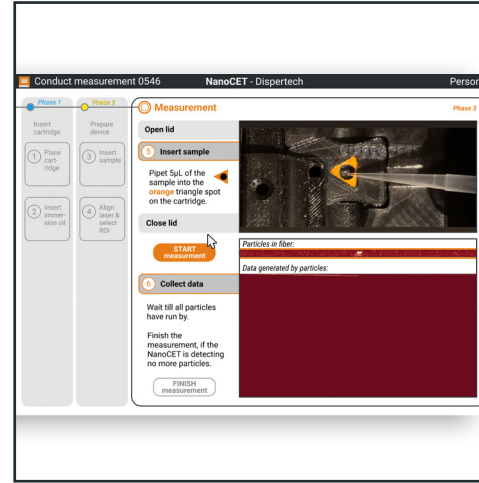 Conduct measurement 0546
NanoCET - Dispertech
Person
Phase 1
Insert
cartridge
1 Place
cart-
ridge
2 Insert
immer-
sion oil
Phase 2
Prepare
device
3 Insert
sample
4 Align
laser &
select
ROI
Measurement
Phase 3
Open lid
5 Insert sample
Pipet 5µL of the
sample into the
orange triangle spot
on the cartridge.
Close lid
START
measurment
6 Collect data
Wait till all particles
have run by.
Finish the
measurement, if the
NanoCET is detecting
no more particles.
FINISH
measurement
Particles in fiber:
Data generated by particles: